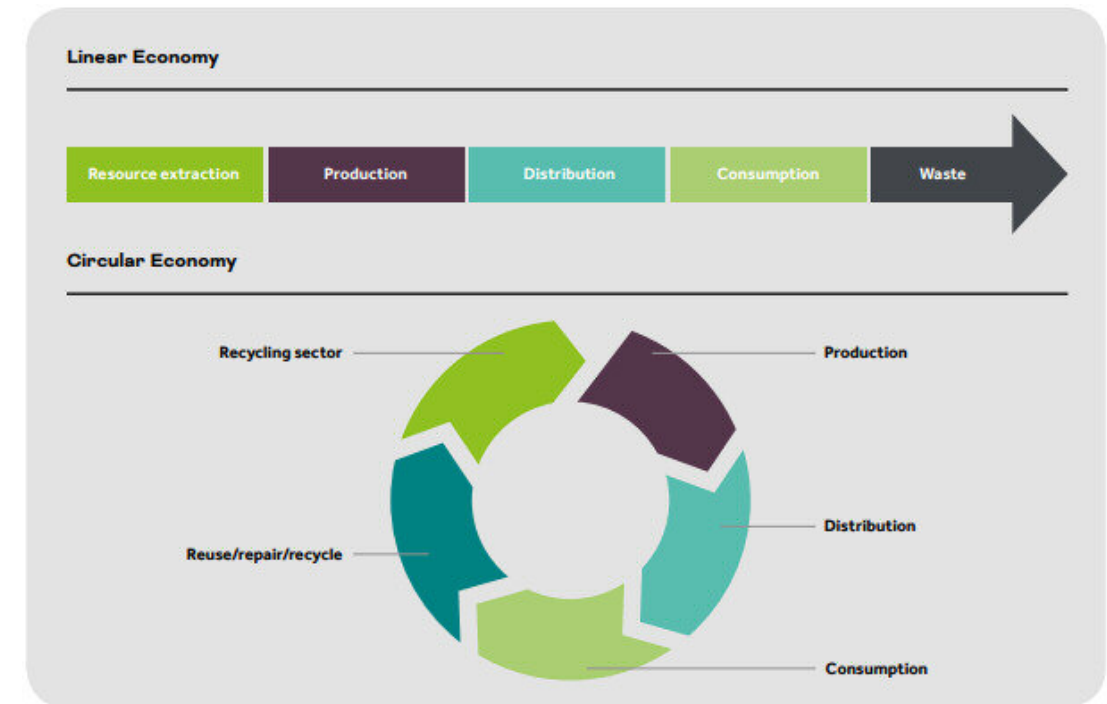 Linear Economy
Resource extraction Production Distribution Consumption Waste
Circular Economy
Recycling sector Production
Distribution
Reuse/repair/recycle
Consumption